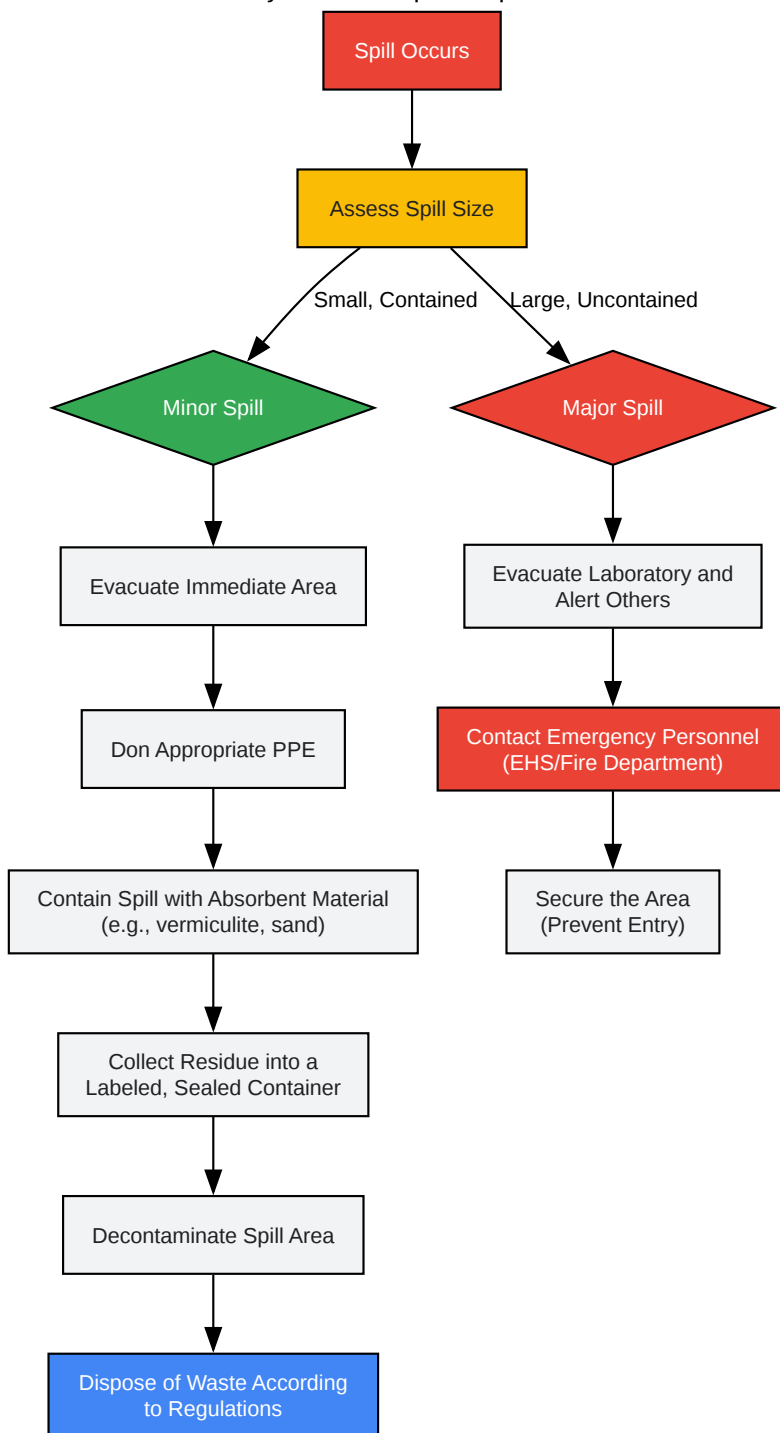 Spill Occurs
Assess Spill Size
Small, Contained
Large, Uncontained
Minor Spill
Major Spill
Evacuate Immediate Area
Evacuate Laboratory and
Alert Others
Don Appropriate PPE
Contact Emergency Personnel
(EHS/Fire Department)
Contain Spill with Absorbent Material
(e.g., vermiculite, sand)
Secure the Area
(Prevent Entry)
Collect Residue into a
Labeled, Sealed Container
Decontaminate Spill Area
Dispose of Waste According
to Regulations